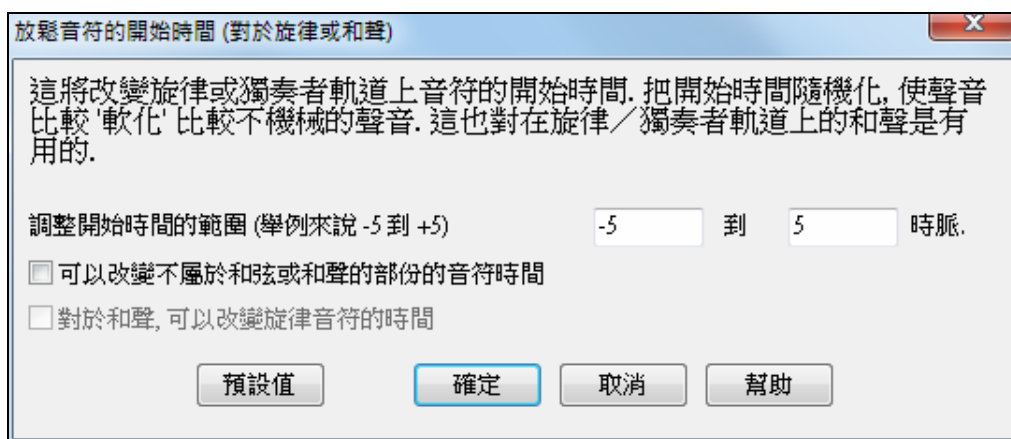 放鬆音符的開始時間 (對於旋律或和聲)
這將改變旋律或獨奏者軌道上音符的開始時間. 把開始時間隨機化, 使聲音
比較 '軟化' 比較不機械的聲音. 這也對在旋律／獨奏者軌道上的和聲是有
用的.
調整開始時間的範圍 (舉例來說 -5 到 +5) -5 到 5 時脈.
可以改變不屬於和弦或和聲的部份的音符時間
對於和聲, 可以改變旋律音符的時間
預設值 確定 取消 幫助